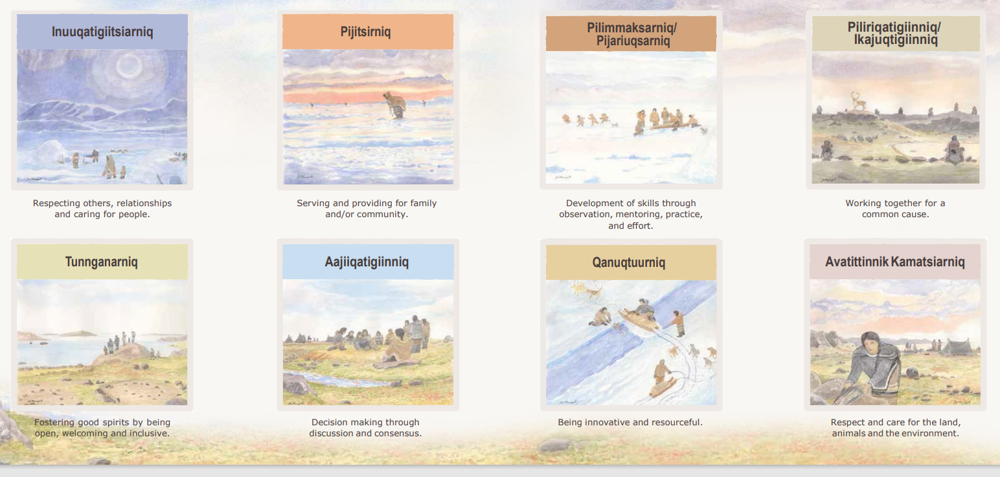 Inuuqatigiitsiarniq
Respecting others, relationships
and caring for people.
Pijitsirniq
Serving and providing for family
and/or community.
Pilimmaksarniq/
Pijariuqsarniq
Development of skills through
observation, mentoring, practice,
and effort.
Piliriqatigiinniq/
Ikajuqtigiinniq
Working together for a
common cause.
Tunnganarniq
Fostering good spirits by being
open, welcoming and inclusive.
Aajiiqatigiinniq
Decision making through
discussion and consensus.
Qanuqtuurniq
Being innovative and resourceful.
Avatittinnik Kamatsiarniq
Respect and care for the land,
animals and the environment.